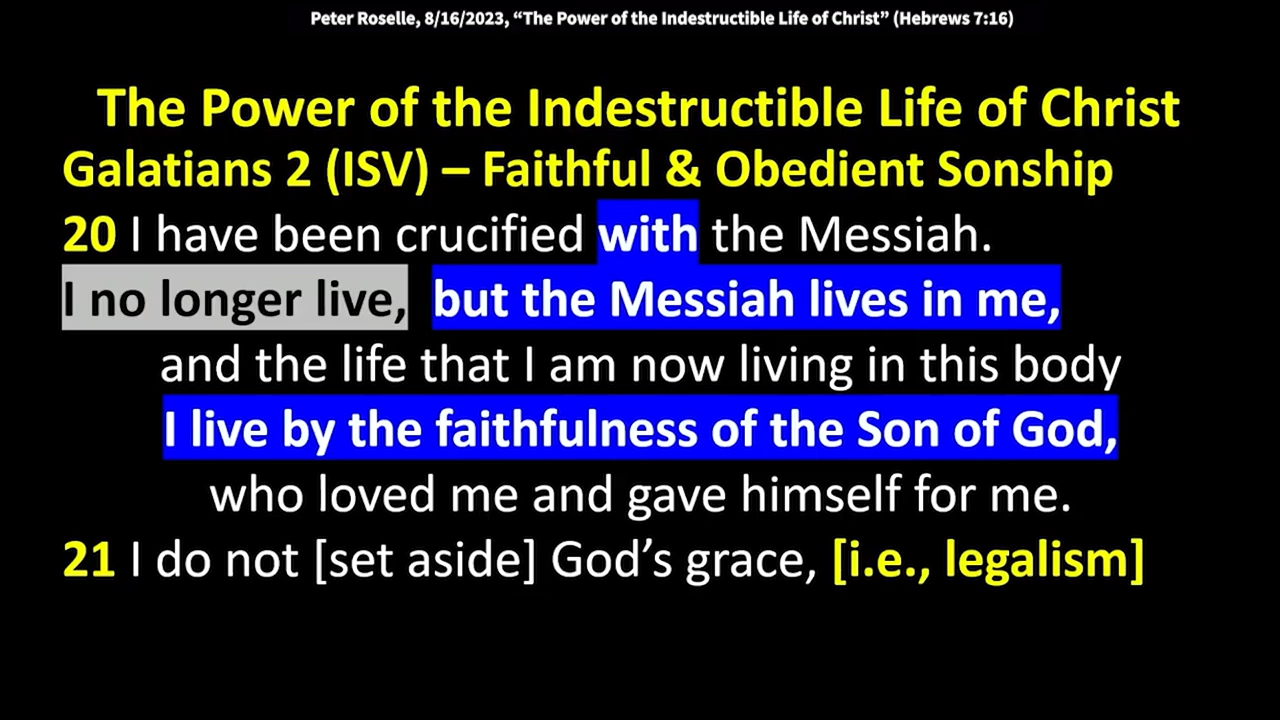 Peter Roselle, 8/16/2023, “The Power of the Indestructible Life of Christ” (Hebrews 7:16)
The Power of the Indestructible Life of Christ
Galatians 2 (ISV) – Faithful & Obedient Sonship
20 I have been crucified with the Messiah.
I no longer live, but the Messiah lives in me,
and the life that I am now living in this body
I live by the faithfulness of the Son of God,
who loved me and gave himself for me.
21 I do not [set aside] God’s grace, [i.e., legalism]